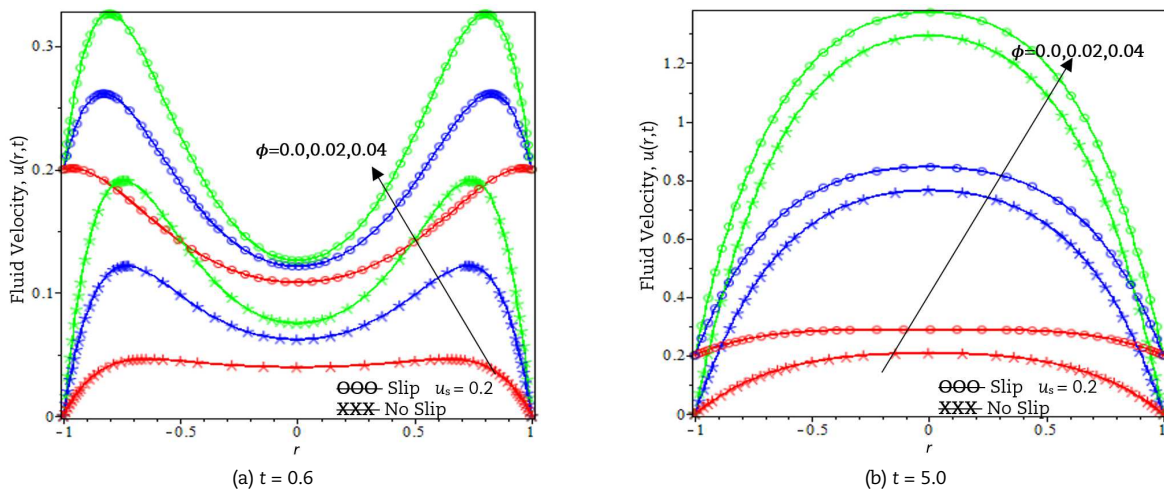 0.3
0.2
0.1
0
Fluid Velocity, u(r,t)
ϕ=0.0,0.02,0.04
OOO Slip u_s = 0.2
XXX No Slip
-1
-0.5
0
0.5
1
r
(a) t = 0.6
1.2
1
0.8
0.6
0.4
0.2
0
Fluid Velocity, u(r,t)
ϕ=0.0,0.02,0.04
OOO Slip u_s = 0.2
XXX No Slip
-1
-0.5
0
0.5
1
r
(b) t = 5.0